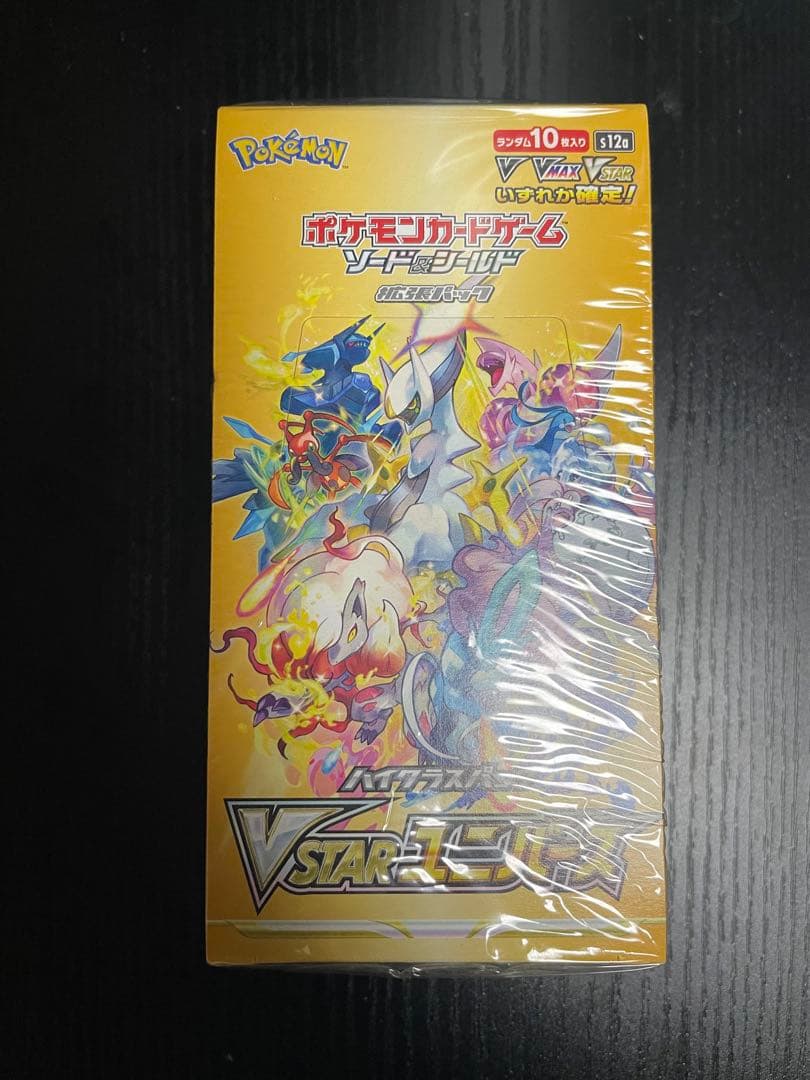 POKÉMON
ランダム10枚入り s12a
V VMAX VSTAR
いずれか確定!
ポケモンカードゲーム
ソード&シールド
拡張パック
ハイクラスパ
VSTARユニバース